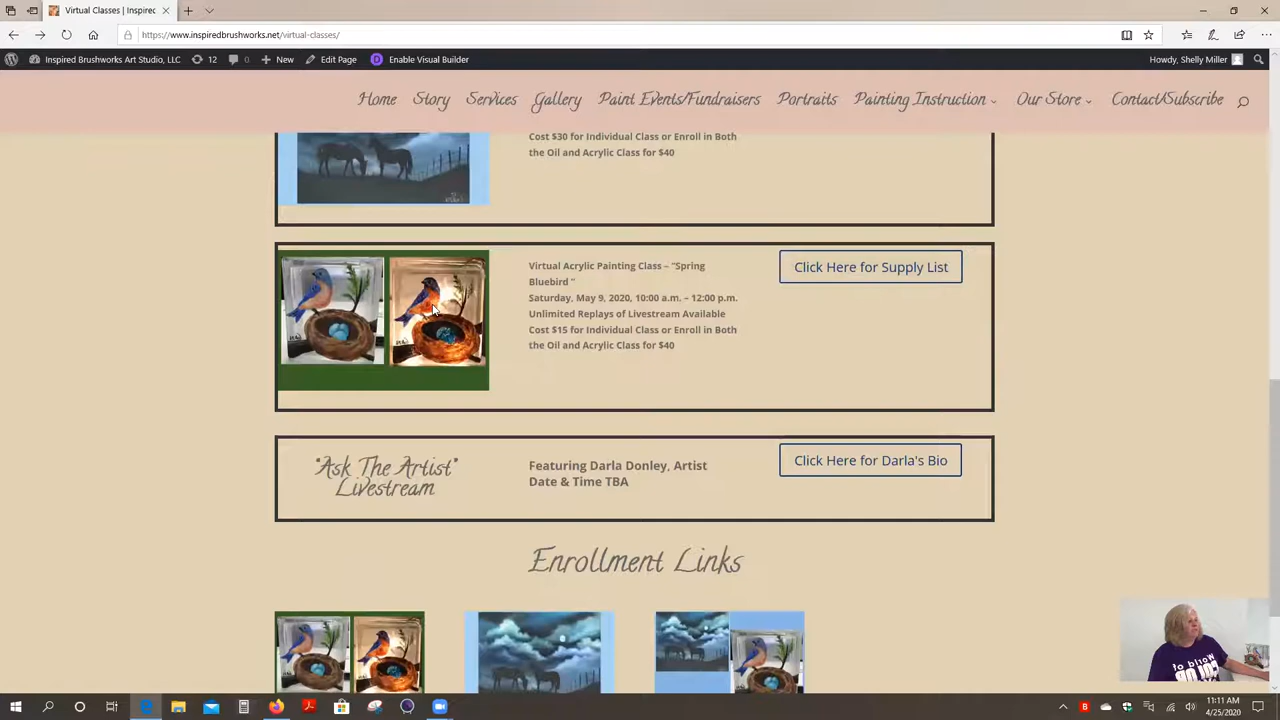 Virtual Classes | Inspired
https://www.inspiredbrushworks.net/virtual-classes/
Inspired Brushworks Art Studio, LLC 12 0 New Edit Page Enable Visual Builder Howdy, Shelly Miller
Home Story Services Gallery Paint Events/Fundraisers Portraits Painting Instruction Our Store Contact/Subscribe
Cost $30 for Individual Class or Enroll in Both
the Oil and Acrylic Class for $40
Virtual Acrylic Painting Class – "Spring
Bluebird "
Saturday, May 9, 2020, 10:00 a.m. – 12:00 p.m.
Unlimited Replays of Livestream Available
Cost $15 for Individual Class or Enroll in Both
the Oil and Acrylic Class for $40
Click Here for Supply List
"Ask The Artist"
Livestream
Featuring Darla Donley, Artist
Date & Time TBA
Click Here for Darla's Bio
Enrollment Links
11:11 AM
4/25/2020